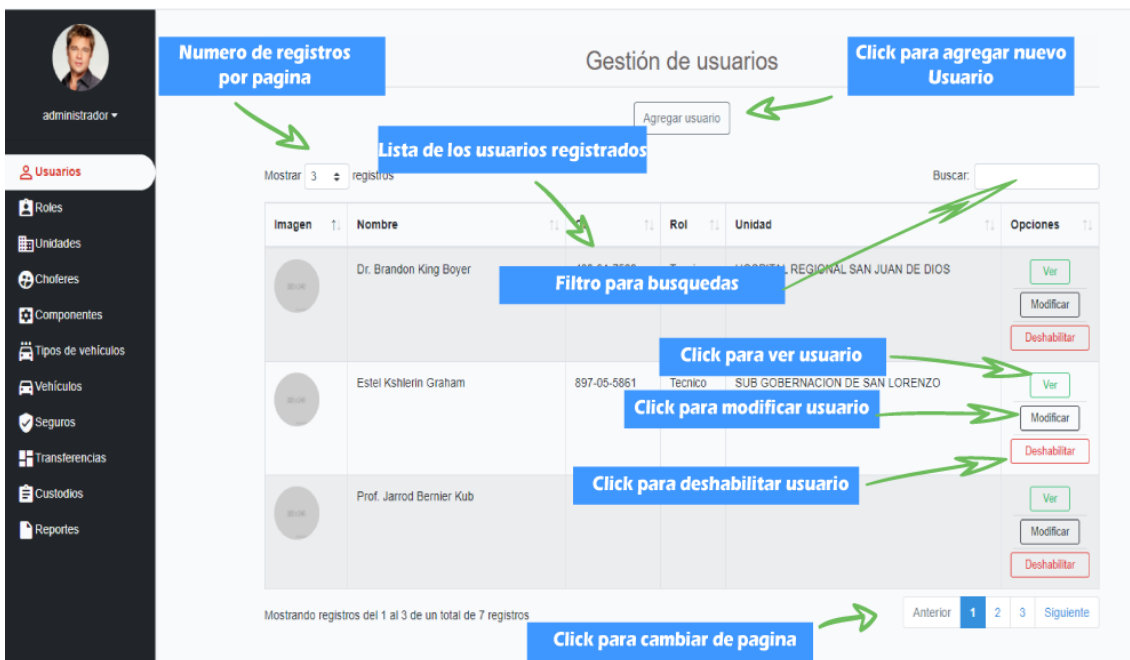 Numero de registros
por pagina
Gestión de usuarios
Click para agregar nuevo
Usuario
administrador
Agregar usuario
Lista de los usuarios registrados
Mostrar 3 registros
Buscar:
Usuarios
Roles
Unidades
Choferes
Componentes
Tipos de vehículos
Vehículos
Seguros
Transferencias
Custodios
Reportes
Imagen Nombre Rol Unidad Opciones
Dr. Brandon King Boyer REGIONAL SAN JUAN DE DIOS Ver
Filtro para busquedas
Modificar
Deshabilitar
Click para ver usuario
Estel Kshlerin Graham 897-05-5861 Tecnico SUB GOBERNACION DE SAN LORENZO Ver
Click para modificar usuario
Modificar
Deshabilitar
Click para deshabilitar usuario
Prof. Jarrod Bernier Kub Ver
Modificar
Deshabilitar
Mostrando registros del 1 al 3 de un total de 7 registros
Anterior 1 2 3 Siguiente
Click para cambiar de pagina